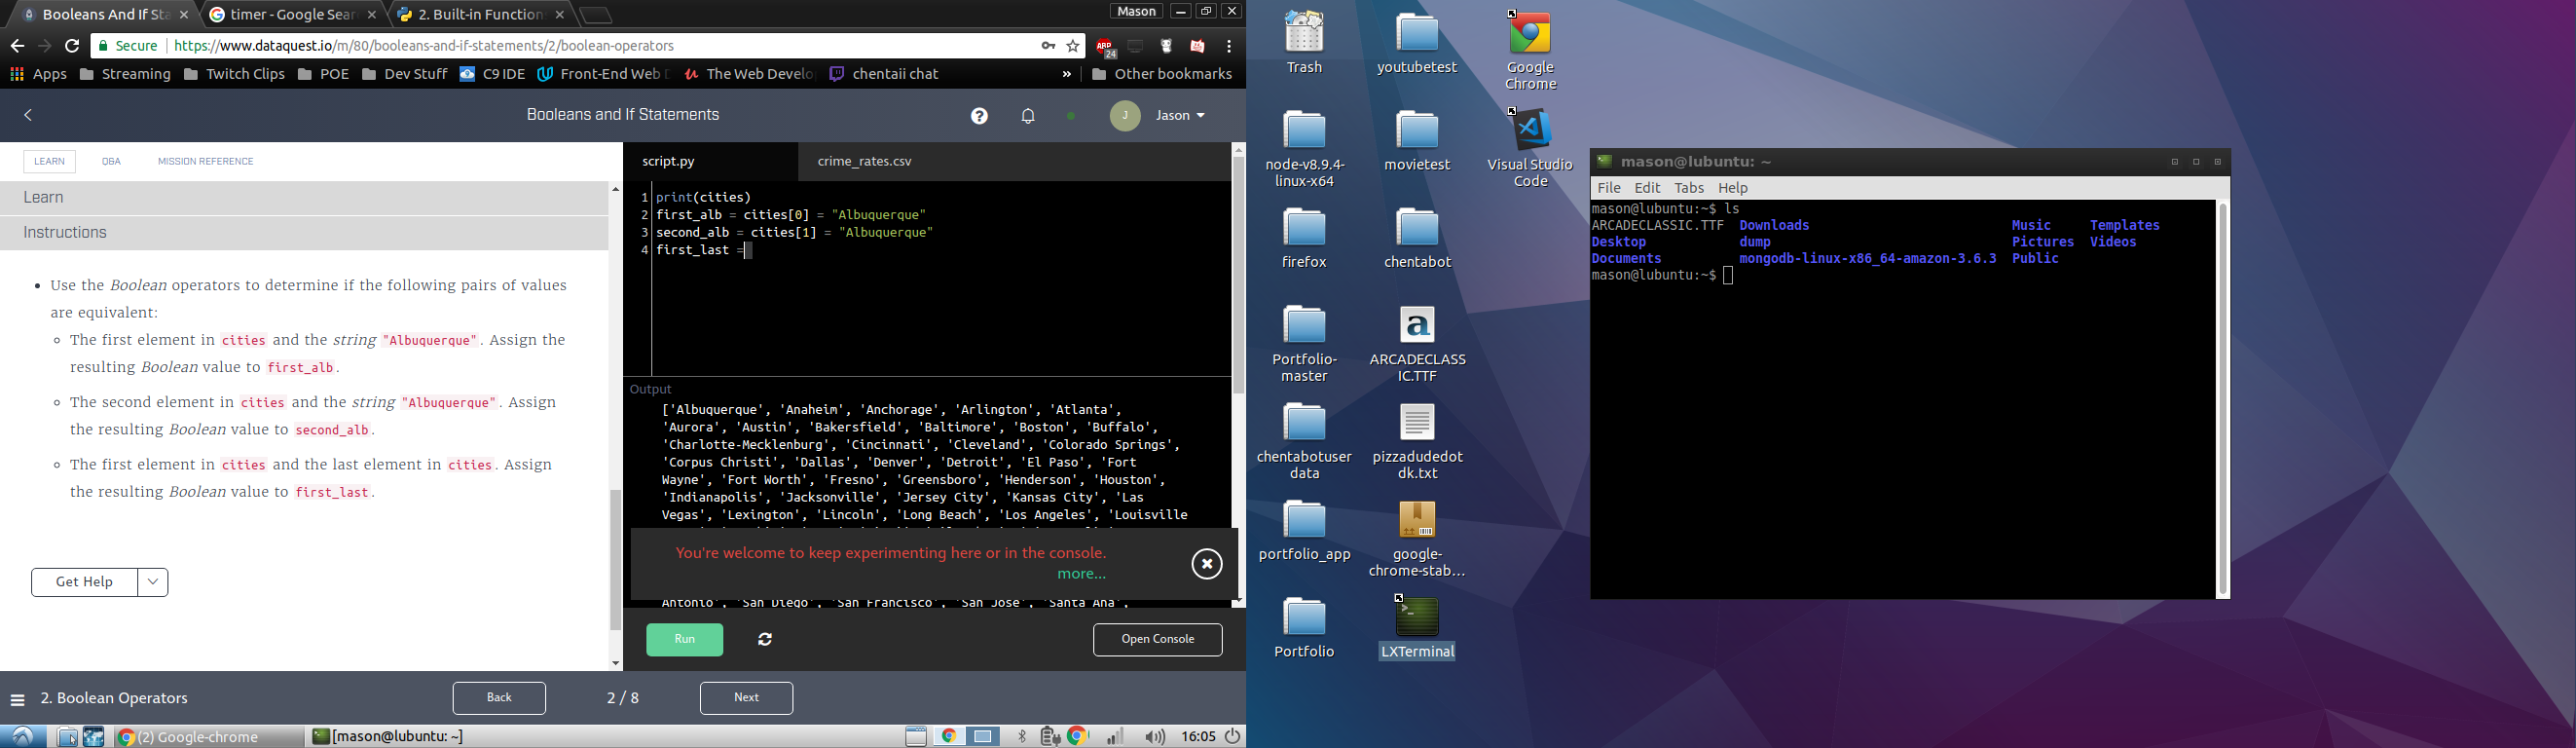 Booleans And If Sta
timer - Google Sear
2. Built-in Function
Mason
Secure
https://www.dataquest.io/m/80/booleans-and-if-statements/2/boolean-operators
ABP
24
Apps
Streaming
Twitch Clips
POE
Dev Stuff
C9 IDE
Front-End Web D
The Web Develo
chentaii chat
»
Other bookmarks
Booleans and If Statements
J
Jason
LEARN
Q&A
MISSION REFERENCE
Learn
Instructions
Use the Boolean operators to determine if the following pairs of values
are equivalent:
The first element in cities and the string "Albuquerque". Assign the
resulting Boolean value to first_alb.
The second element in cities and the string "Albuquerque". Assign
the resulting Boolean value to second_alb.
The first element in cities and the last element in cities. Assign
the resulting Boolean value to first_last.
Get Help
script.py
crime_rates.csv
1 print(cities)
2 first_alb = cities[0] = "Albuquerque"
3 second_alb = cities[1] = "Albuquerque"
4 first_last =
Output
['Albuquerque', 'Anaheim', 'Anchorage', 'Arlington', 'Atlanta',
'Aurora', 'Austin', 'Bakersfield', 'Baltimore', 'Boston', 'Buffalo',
'Charlotte-Mecklenburg', 'Cincinnati', 'Cleveland', 'Colorado Springs',
'Corpus Christi', 'Dallas', 'Denver', 'Detroit', 'El Paso', 'Fort
Wayne', 'Fort Worth', 'Fresno', 'Greensboro', 'Henderson', 'Houston',
'Indianapolis', 'Jacksonville', 'Jersey City', 'Kansas City', 'Las
Vegas', 'Lexington', 'Lincoln', 'Long Beach', 'Los Angeles', 'Louisville
You're welcome to keep experimenting here or in the console.
more...
Antonio', 'San Diego', 'San Francisco', 'San Jose', 'Santa Ana',
Run
Open Console
2. Boolean Operators
Back
2 / 8
Next
(2) Google-chrome
[mason@lubuntu: ~]
16:05
Trash
youtubetest
Google
Chrome
node-v8.9.4-
linux-x64
movietest
Visual Studio
Code
firefox
chentabot
Portfolio-
master
a
ARCADECLASS
IC.TTF
chentabotuser
data
pizzadudedot
dk.txt
portfolio_app
google-
chrome-stab...
Portfolio
LXTerminal
mason@lubuntu: ~
File Edit Tabs Help
mason@lubuntu:~$ ls
ARCADECLASSIC.TTF Downloads Music Templates
Desktop dump Pictures Videos
Documents mongodb-linux-x86_64-amazon-3.6.3 Public
mason@lubuntu:~$